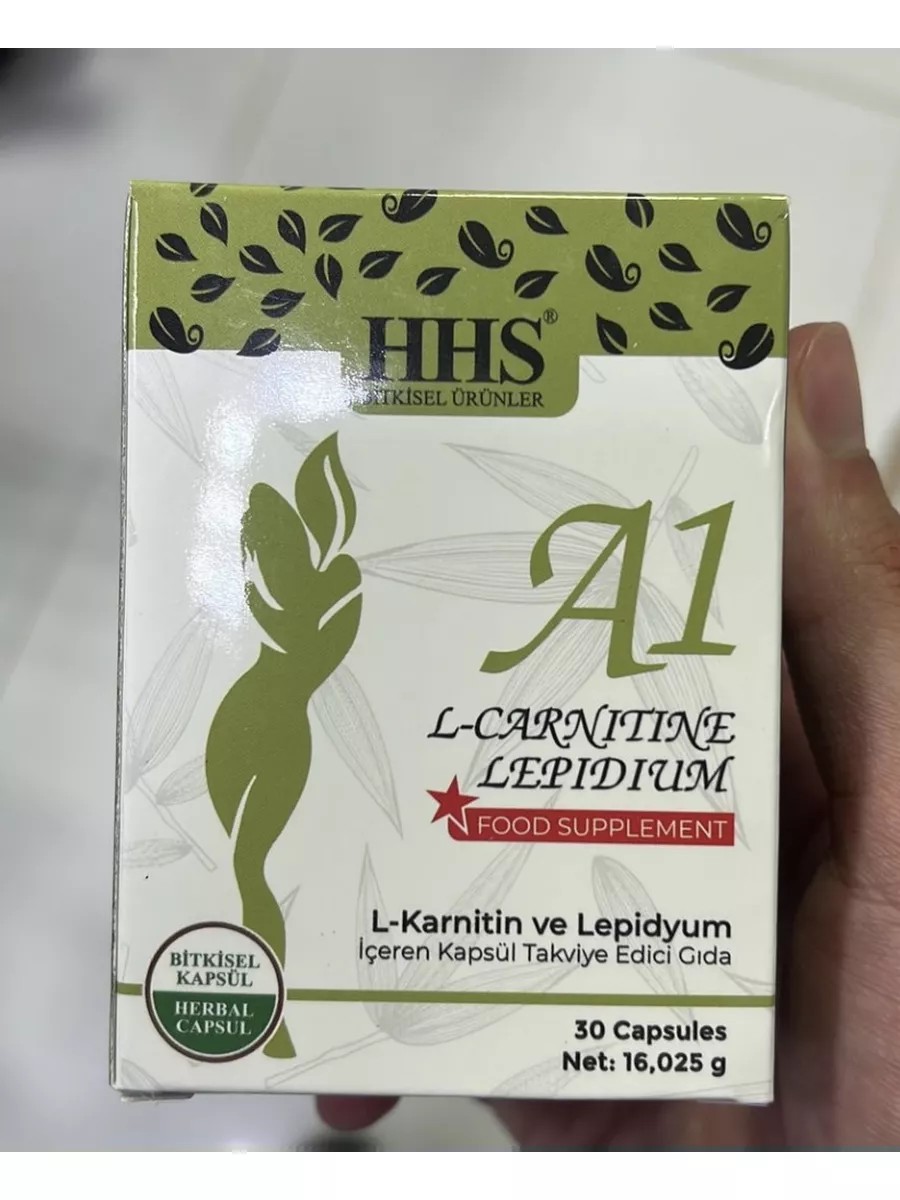 HHS®
BİTKİSEL ÜRÜNLER
A1
L-CARNITINE
LEPIDIUM
FOOD SUPPLEMENT
L-Karnitin ve Lepidyum
İçeren Kapsül Takviye Edici Gıda
BİTKİSEL
KAPSÜL
HERBAL
CAPSUL
30 Capsules
Net: 16,025 g